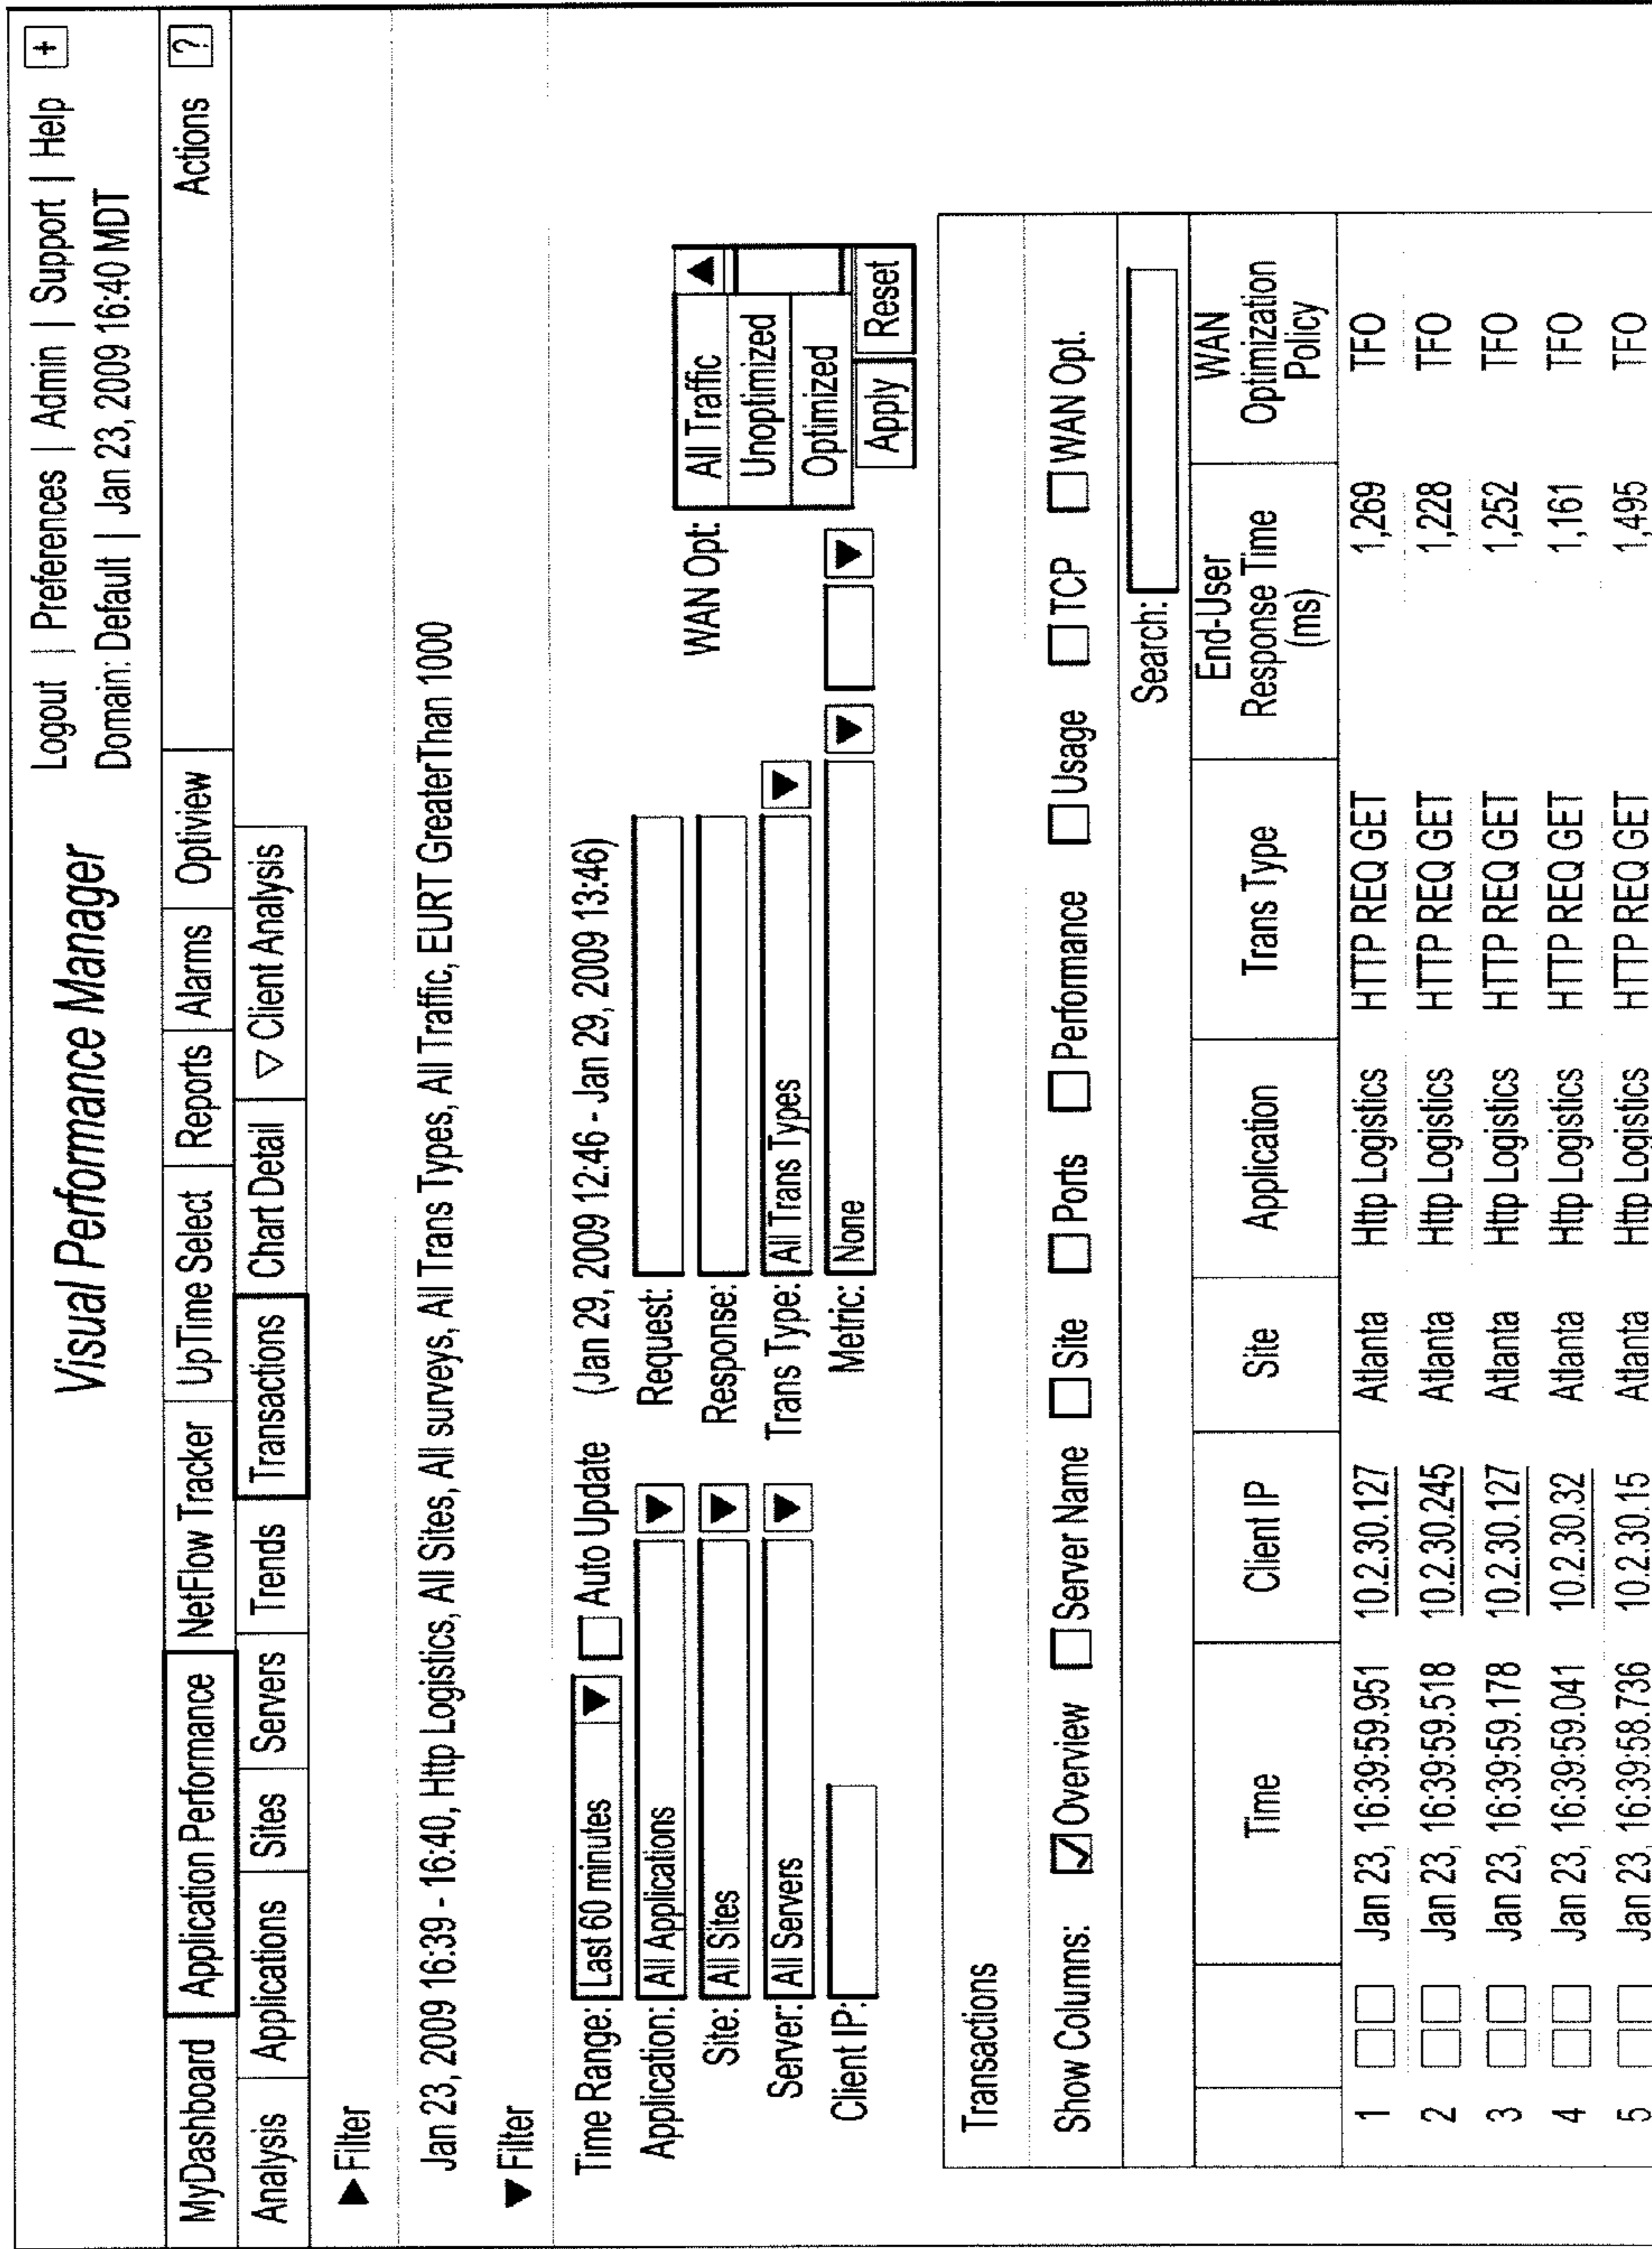 Visual Performance Manager
Logout | Preferences | Admin | Support | Help +
Domain: Default | Jan 23, 2009 16:40 MDT
MyDashboard Application Performance NetFlow Tracker UpTime Select Reports Alarms Optiview Actions ?
Analysis Applications Sites Servers Trends Transactions Chart Detail ▽ Client Analysis
▶ Filter
Jan 23, 2009 16:39 - 16:40, Http Logistics, All Sites, All surveys, All Trans Types, All Traffic, EURT GreaterThan 1000
▼ Filter
Time Range: Last 60 minutes ▼ Auto Update (Jan 29, 2009 12:46 - Jan 29, 2009 13:46)
Application: All Applications ▼ Request: WAN Opt: All Traffic ▲
Site: All Sites ▼ Response: Unoptimized
Server: All Servers ▼ Trans Type: All Trans Types ▼ Optimized
Client IP: Metric: None ▼ ▼ Apply Reset
Transactions
Show Columns: Overview Server Name Site Ports Performance Usage TCP WAN Opt.
Search:
Time Client IP Site Application Trans Type End-User Response Time (ms) WAN Optimization Policy
1 Jan 23, 16:39:59.951 10.2.30.127 Atlanta Http Logistics HTTP REQ GET 1,269 TFO
2 Jan 23, 16:39:59.518 10.2.30.245 Atlanta Http Logistics HTTP REQ GET 1,228 TFO
3 Jan 23, 16:39:59.178 10.2.30.127 Atlanta Http Logistics HTTP REQ GET 1,252 TFO
4 Jan 23, 16:39:59.041 10.2.30.32 Atlanta Http Logistics HTTP REQ GET 1,161 TFO
5 Jan 23, 16:39:58.736 10.2.30.15 Atlanta Http Logistics HTTP REQ GET 1,495 TFO